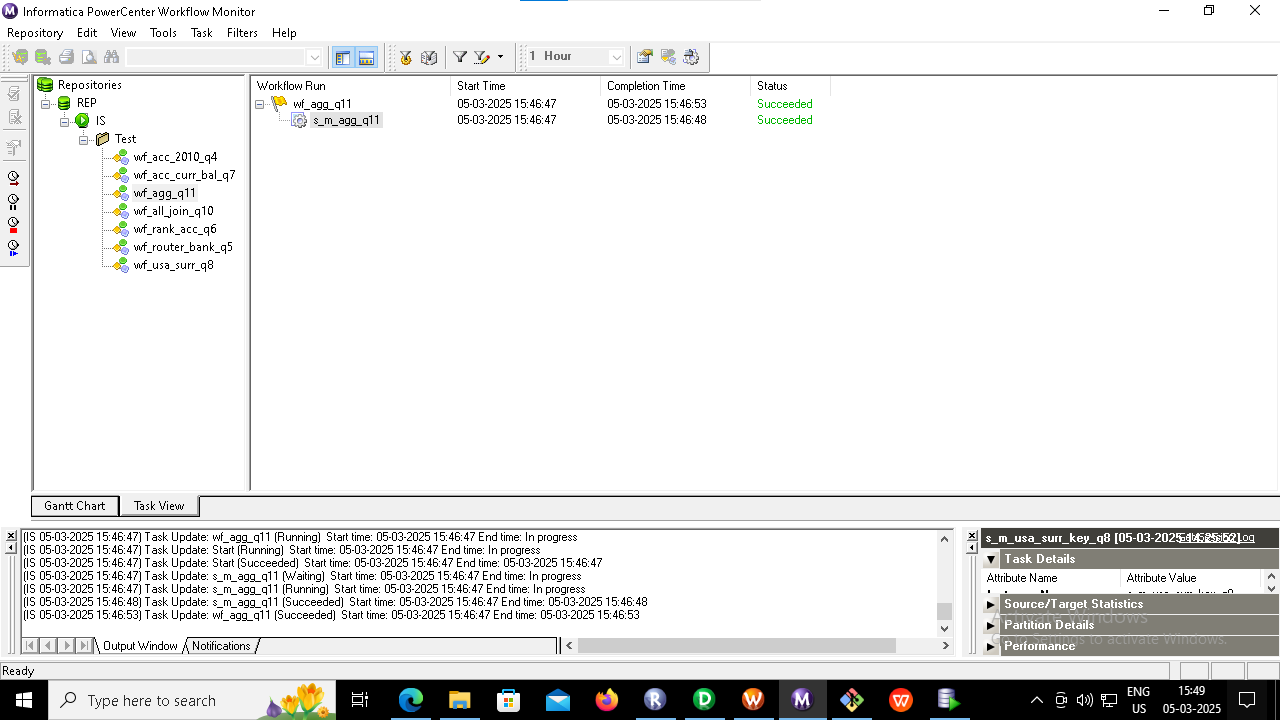 Informatica PowerCenter Workflow Monitor
Repository Edit View Tools Task Filters Help
1 Hour
Repositories
REP
IS
Test
wf_acc_2010_q4
wf_acc_curr_bal_q7
wf_agg_q11
wf_all_join_q10
wf_rank_acc_q6
wf_router_bank_q5
wf_usa_surr_q8
Workflow Run Start Time Completion Time Status
wf_agg_q11 05-03-2025 15:46:47 05-03-2025 15:46:53 Succeeded
s_m_agg_q11 05-03-2025 15:46:47 05-03-2025 15:46:48 Succeeded
Gantt Chart Task View
(IS 05-03-2025 15:46:47) Task Update: wf_agg_q11 (Running) Start time: 05-03-2025 15:46:47 End time: In progress
(IS 05-03-2025 15:46:47) Task Update: Start (Running) Start time: 05-03-2025 15:46:47 End time: In progress
(IS 05-03-2025 15:46:47) Task Update: Start (Succeeded) Start time: 05-03-2025 15:46:47 End time: 05-03-2025 15:46:47
(IS 05-03-2025 15:46:47) Task Update: s_m_agg_q11 (Waiting) Start time: 05-03-2025 15:46:47 End time: In progress
(IS 05-03-2025 15:46:47) Task Update: s_m_agg_q11 (Running) Start time: 05-03-2025 15:46:47 End time: In progress
(IS 05-03-2025 15:46:48) Task Update: s_m_agg_q11 (Succeeded) Start time: 05-03-2025 15:46:47 End time: 05-03-2025 15:46:48
(IS 05-03-2025 15:46:53) Task Update: wf_agg_q11 (Succeeded) Start time: 05-03-2025 15:46:47 End time: 05-03-2025 15:46:53
Output Window Notifications
s_m_usa_surr_key_q8 [05-03-2025 14:25:52]
Task Details
Attribute Name Attribute Value
Source/Target Statistics
Partition Details
Performance
Activate Windows
Go to Settings to activate Windows.
Ready
Type here to search
ENG
US
15:49
05-03-2025